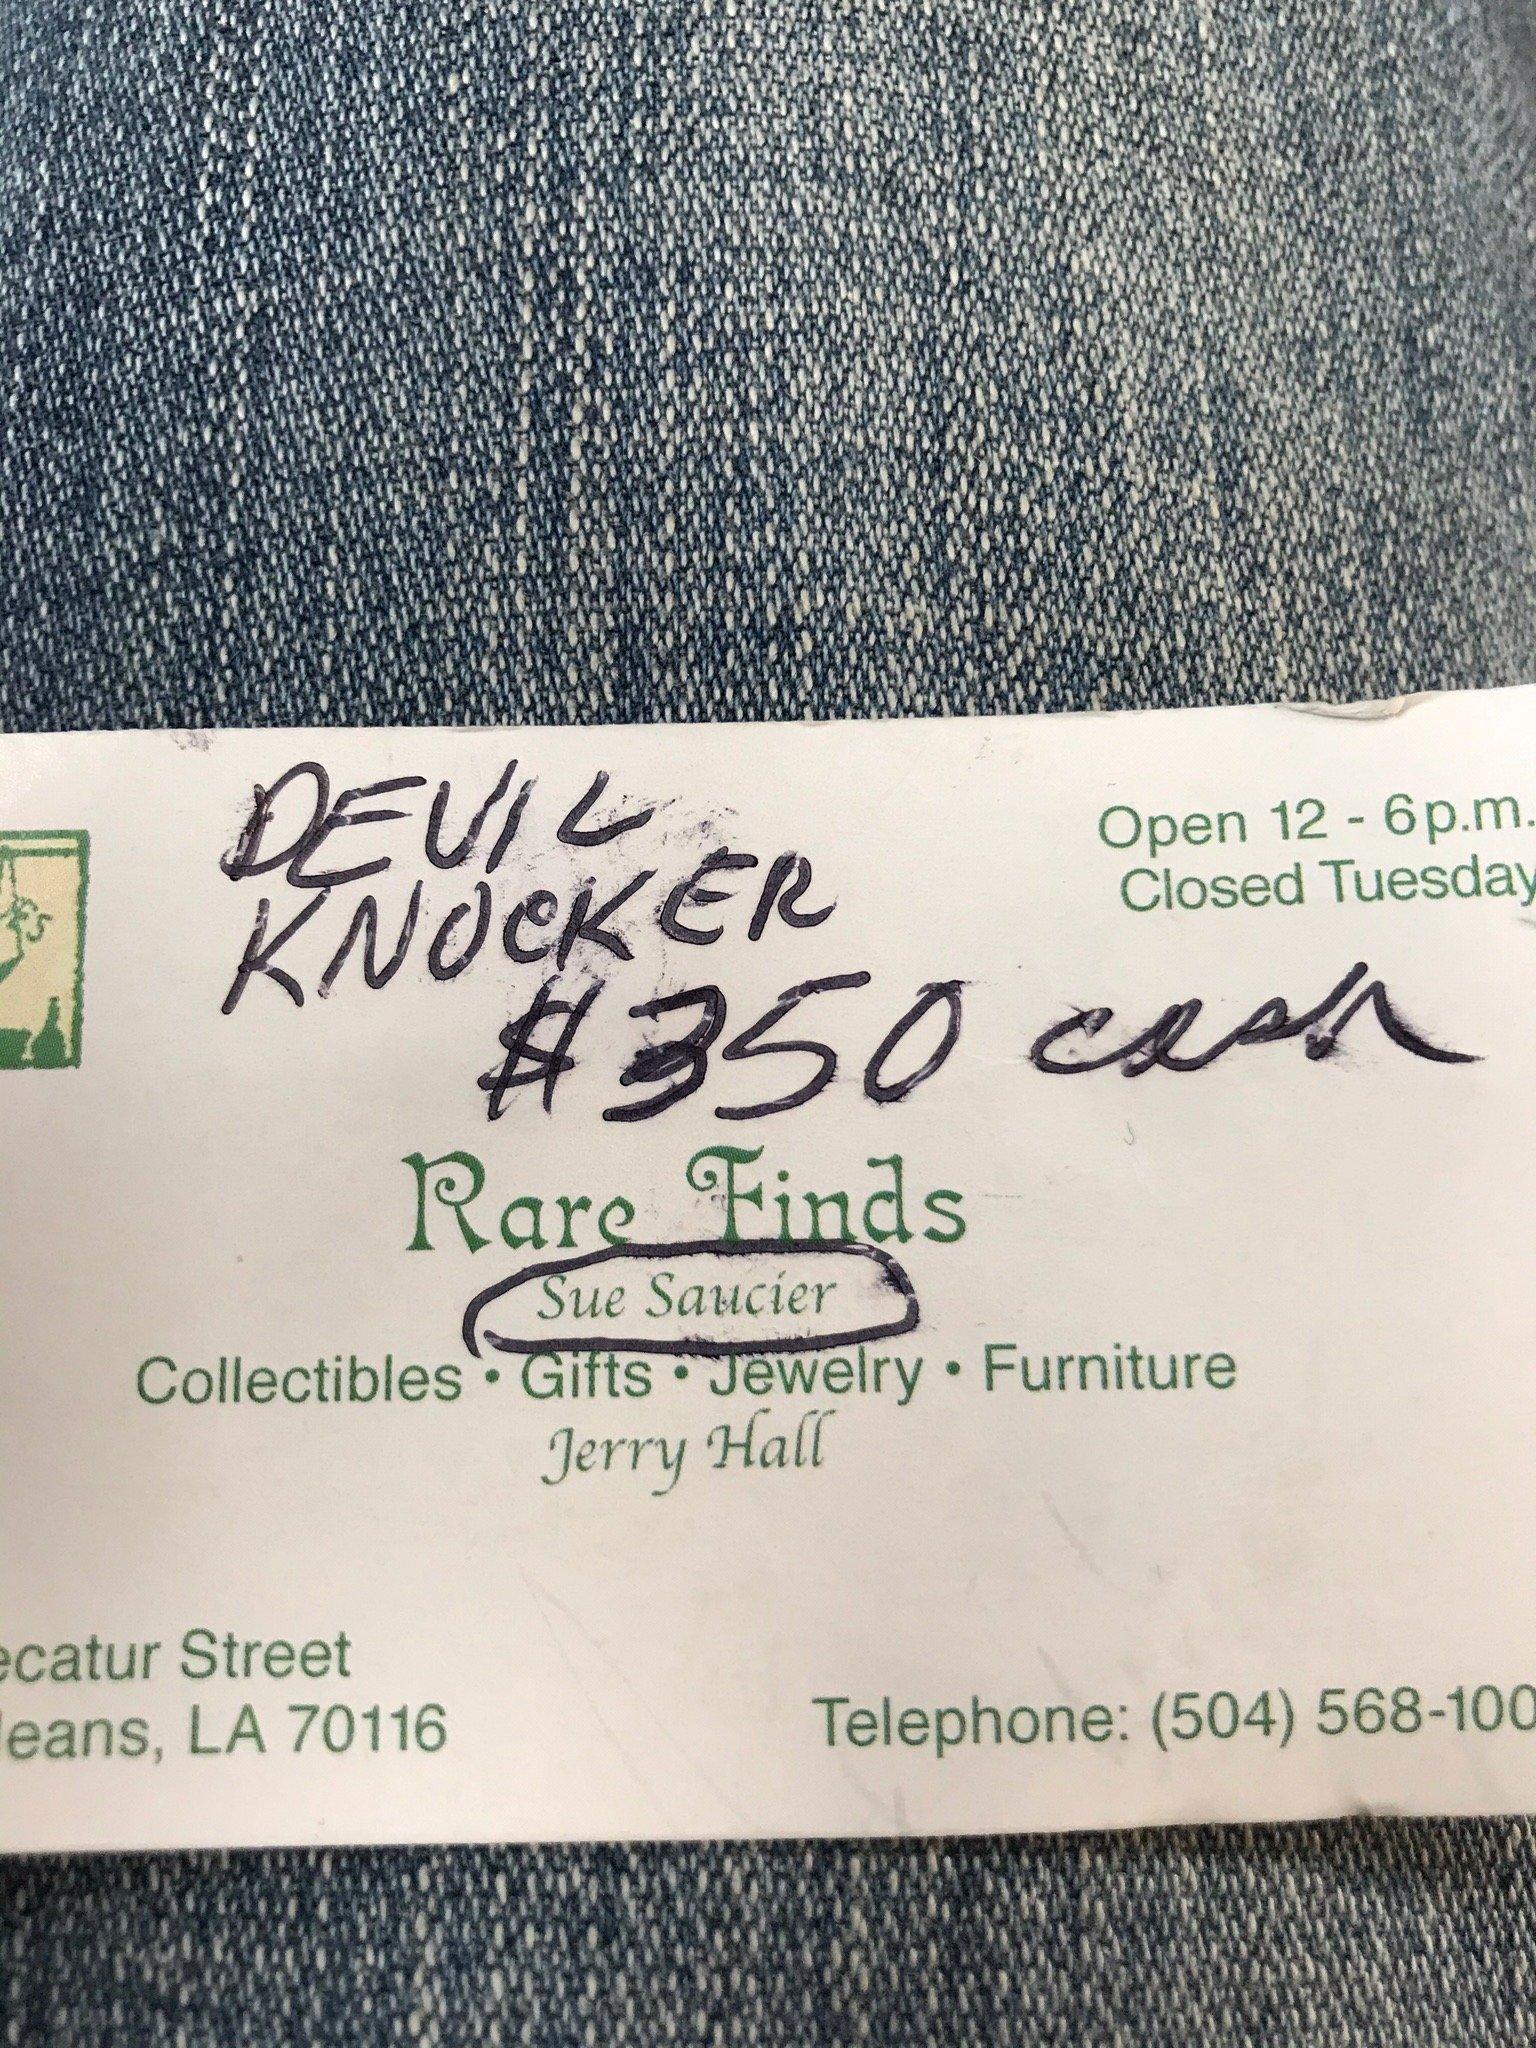 DEVIL
KNOCKER
$350 cash
Open 12 - 6p.m.
Closed Tuesday
Rare Finds
Sue Saucier
Collectibles • Gifts • Jewelry • Furniture
Jerry Hall
ecatur Street
leans, LA 70116
Telephone: (504) 568-100